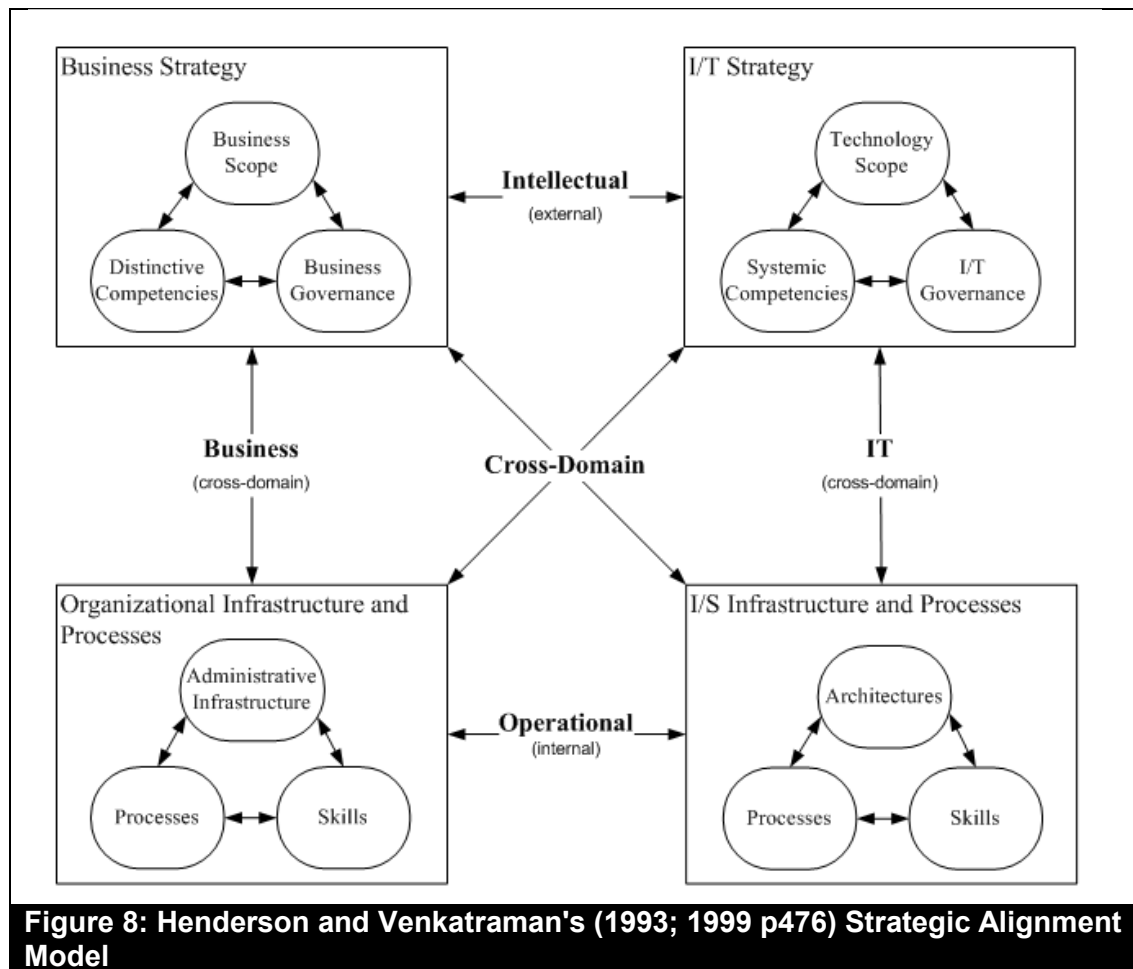 Business Strategy
Business
Scope
Distinctive
Competencies
Business
Governance
Intellectual
(external)
I/T Strategy
Technology
Scope
Systemic
Competencies
I/T
Governance
Business
(cross-domain)
Cross-Domain
IT
(cross-domain)
Organizational Infrastructure and
Processes
Administrative
Infrastructure
Processes
Skills
Operational
(internal)
I/S Infrastructure and Processes
Architectures
Processes
Skills
Figure 8: Henderson and Venkatraman's (1993; 1999 p476) Strategic Alignment
Model